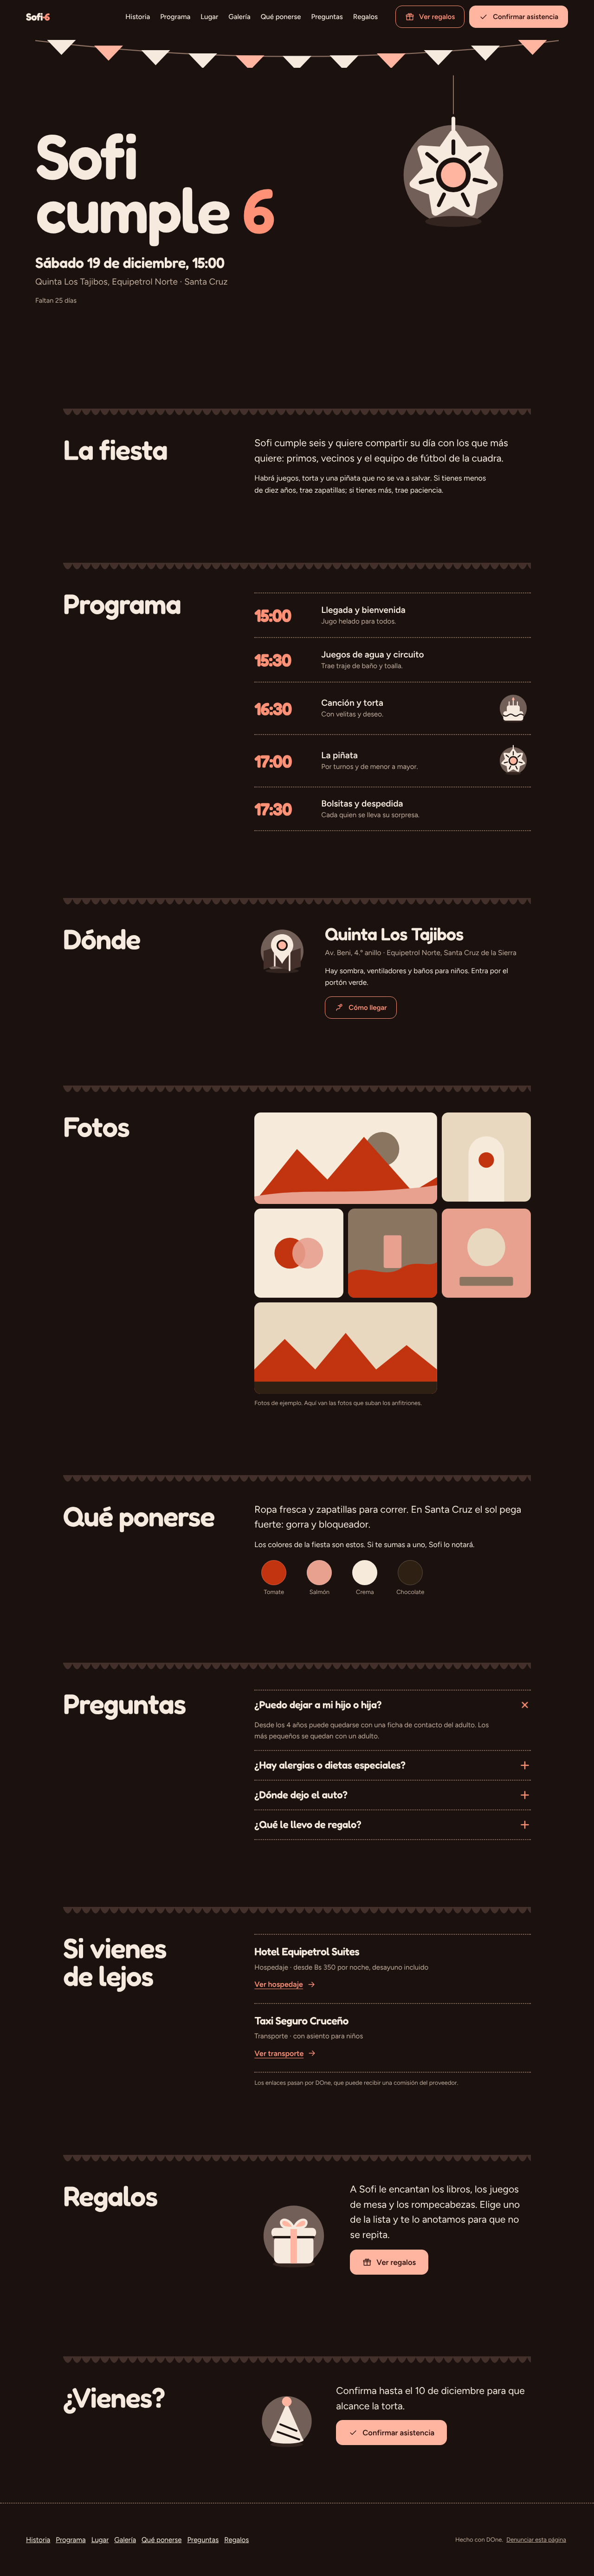 Sofi·6
Historia Programa Lugar Galería Qué ponerse Preguntas Regalos Ver regalos Confirmar asistencia
Sofi
cumple 6
Sábado 19 de diciembre, 15:00
Quinta Los Tajibos, Equipetrol Norte · Santa Cruz
Faltan 25 días
La fiesta
Sofi cumple seis y quiere compartir su día con los que más
quiere: primos, vecinos y el equipo de fútbol de la cuadra.
Habrá juegos, torta y una piñata que no se va a salvar. Si tienes menos
de diez años, trae zapatillas; si tienes más, trae paciencia.
Programa
15:00 Llegada y bienvenida
Jugo helado para todos.
15:30 Juegos de agua y circuito
Trae traje de baño y toalla.
16:30 Canción y torta
Con velitas y deseo.
17:00 La piñata
Por turnos y de menor a mayor.
17:30 Bolsitas y despedida
Cada quien se lleva su sorpresa.
Dónde
Quinta Los Tajibos
Av. Beni, 4.º anillo · Equipetrol Norte, Santa Cruz de la Sierra
Hay sombra, ventiladores y baños para niños. Entra por el
portón verde.
Cómo llegar
Fotos
Fotos de ejemplo. Aquí van las fotos que suban los anfitriones.
Qué ponerse
Ropa fresca y zapatillas para correr. En Santa Cruz el sol pega
fuerte: gorra y bloqueador.
Los colores de la fiesta son estos. Si te sumas a uno, Sofi lo notará.
Tomate Salmón Crema Chocolate
Preguntas
¿Puedo dejar a mi hijo o hija?
Desde los 4 años puede quedarse con una ficha de contacto del adulto. Los
más pequeños se quedan con un adulto.
¿Hay alergias o dietas especiales?
¿Dónde dejo el auto?
¿Qué le llevo de regalo?
Si vienes
de lejos
Hotel Equipetrol Suites
Hospedaje · desde Bs 350 por noche, desayuno incluido
Ver hospedaje
Taxi Seguro Cruceño
Transporte · con asiento para niños
Ver transporte
Los enlaces pasan por DOne, que puede recibir una comisión del proveedor.
Regalos
A Sofi le encantan los libros, los juegos
de mesa y los rompecabezas. Elige uno
de la lista y te lo anotamos para que no
se repita.
Ver regalos
¿Vienes?
Confirma hasta el 10 de diciembre para que
alcance la torta.
Confirmar asistencia
Historia Programa Lugar Galería Qué ponerse Preguntas Regalos
Hecho con DOne. Denunciar esta página